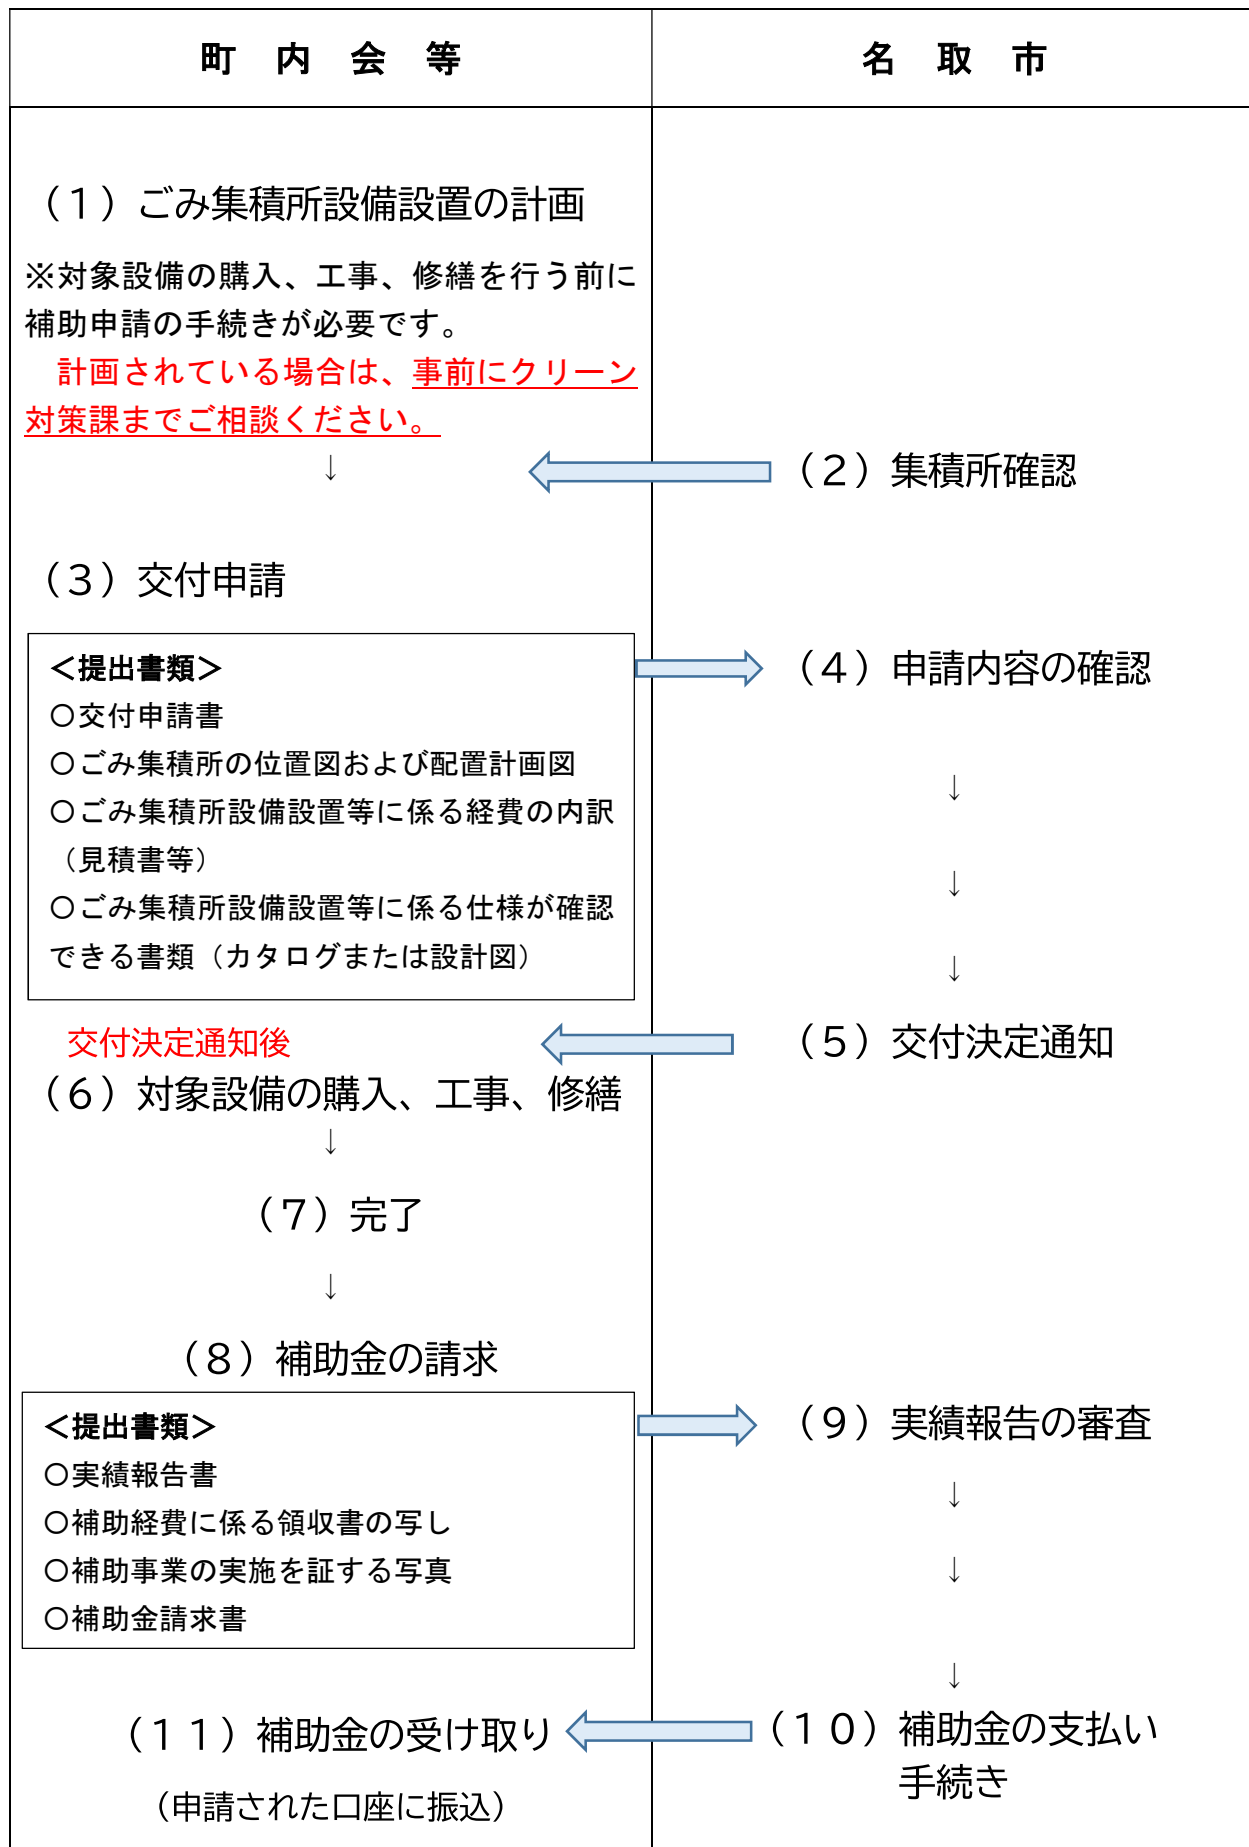 町 内 会 等
名 取 市
（１）ごみ集積所設備設置の計画
※対象設備の購入、工事、修繕を行う前に
補助申請の手続きが必要です。
計画されている場合は、事前にクリーン
対策課までご相談ください。
↓
（２）集積所確認
（３）交付申請
＜提出書類＞
○交付申請書
○ごみ集積所の位置図および配置計画図
○ごみ集積所設備設置等に係る経費の内訳
（見積書等）
○ごみ集積所設備設置等に係る仕様が確認
できる書類（カタログまたは設計図）
（４）申請内容の確認
↓
↓
↓
（５）交付決定通知
交付決定通知後
（６）対象設備の購入、工事、修繕
↓
（７）完了
↓
（８）補助金の請求
＜提出書類＞
○実績報告書
○補助経費に係る領収書の写し
○補助事業の実施を証する写真
○補助金請求書
（９）実績報告の審査
↓
↓
↓
（１０）補助金の支払い
手続き
（１１）補助金の受け取り
（申請された口座に振込）